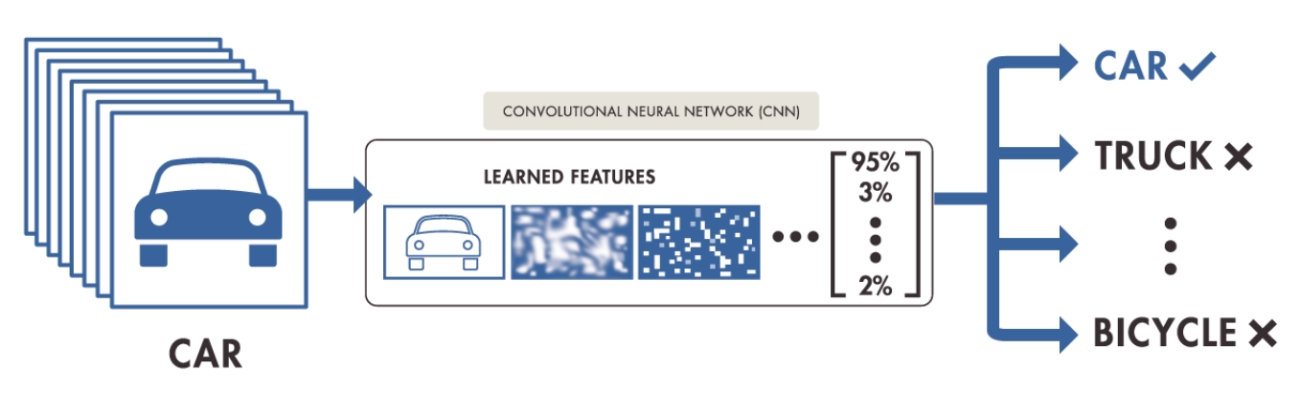 CAR
CONVOLUTIONAL NEURAL NETWORK (CNN)
LEARNED FEATURES
95%
3%
2%
CAR
TRUCK
BICYCLE